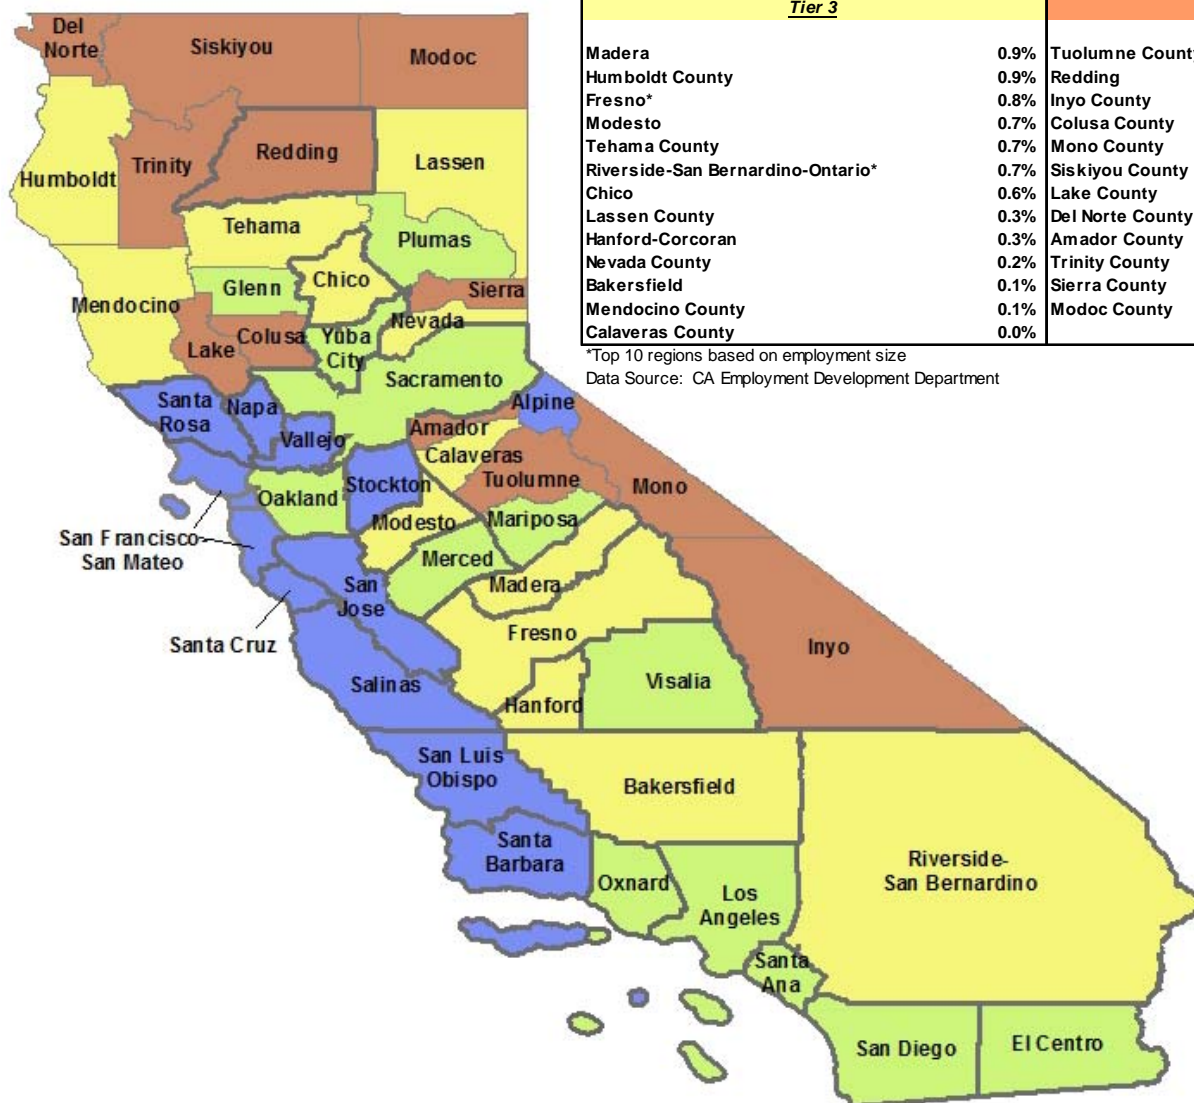 Tier 3
Madera 0.9% Tuolumne County
Humboldt County 0.9% Redding
Fresno* 0.8% Inyo County
Modesto 0.7% Colusa County
Tehama County 0.7% Mono County
Riverside-San Bernardino-Ontario* 0.7% Siskiyou County
Chico 0.6% Lake County
Lassen County 0.3% Del Norte County
Hanford-Corcoran 0.3% Amador County
Nevada County 0.2% Trinity County
Bakersfield 0.1% Sierra County
Mendocino County 0.1% Modoc County
Calaveras County 0.0%
*Top 10 regions based on employment size
Data Source: CA Employment Development Department
Del
Norte
Siskiyou
Modoc
Humboldt
Trinity
Redding
Lassen
Tehama
Plumas
Glenn
Chico
Mendocino
Sierra
Nevada
Colusa
Lake
Yuba
City
Sacramento
Santa
Rosa
Napa
Vallejo
Alpine
Amador
Calaveras
Tuolumne
Mono
Oakland
Stockton
Modesto
Mariposa
San Francisco
San Mateo
Merced
Madera
San
Jose
Santa Cruz
Fresno
Inyo
Salinas
Hanford
Visalia
San Luis
Obispo
Bakersfield
Santa
Barbara
Riverside-
San Bernardino
Oxnard
Los
Angeles
Santa
Ana
San Diego
El Centro